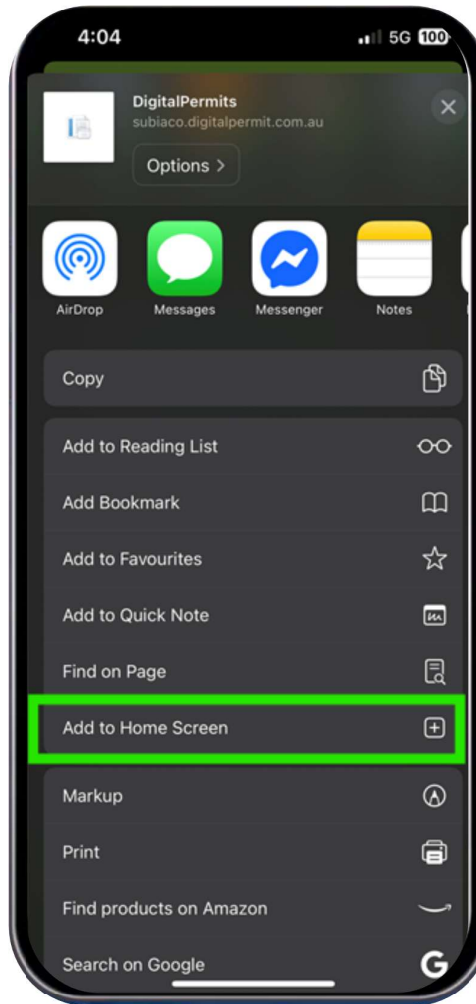 4:04
5G 100
DigitalPermits
subiaco.digitalpermit.com.au
Options >
AirDrop Messages Messenger Notes
Copy
Add to Reading List
Add Bookmark
Add to Favourites
Add to Quick Note
Find on Page
Add to Home Screen
Markup
Print
Find products on Amazon
Search on Google G